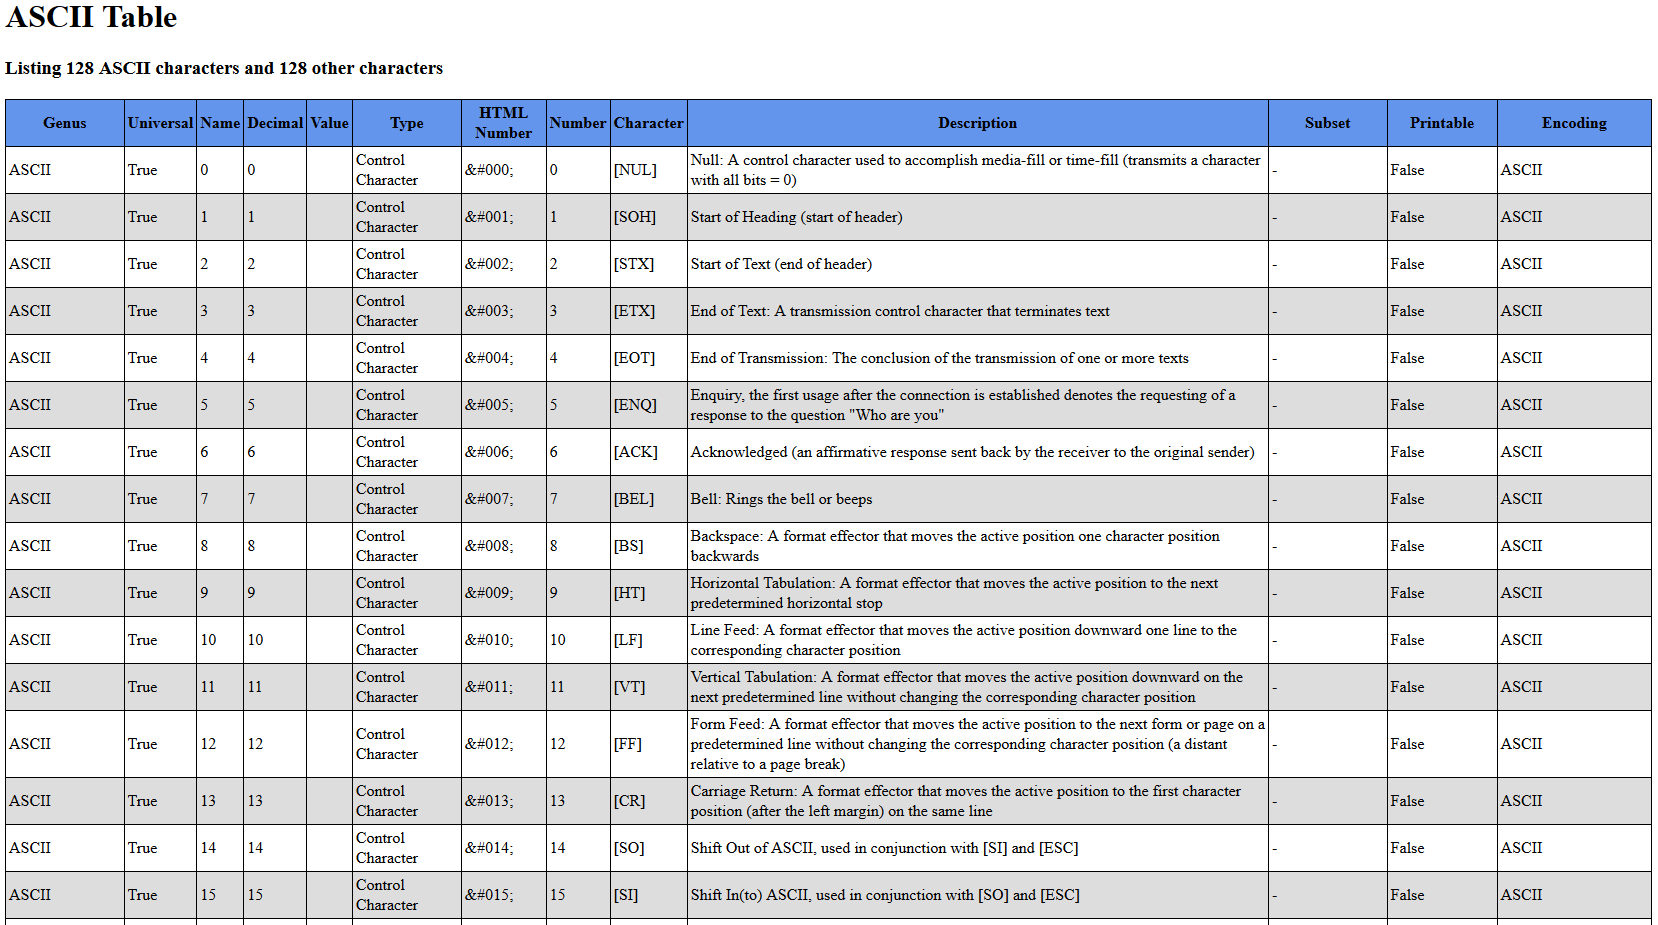 ASCII Table
Listing 128 ASCII characters and 128 other characters
Genus Universal Name Decimal Value Type HTML Number Number Character Description Subset Printable Encoding
ASCII True 0 0 Control Character &#000; 0 [NUL] Null: A control character used to accomplish media-fill or time-fill (transmits a character with all bits = 0) - False ASCII
ASCII True 1 1 Control Character &#001; 1 [SOH] Start of Heading (start of header) - False ASCII
ASCII True 2 2 Control Character &#002; 2 [STX] Start of Text (end of header) - False ASCII
ASCII True 3 3 Control Character &#003; 3 [ETX] End of Text: A transmission control character that terminates text - False ASCII
ASCII True 4 4 Control Character &#004; 4 [EOT] End of Transmission: The conclusion of the transmission of one or more texts - False ASCII
ASCII True 5 5 Control Character &#005; 5 [ENQ] Enquiry, the first usage after the connection is established denotes the requesting of a response to the question "Who are you" - False ASCII
ASCII True 6 6 Control Character &#006; 6 [ACK] Acknowledged (an affirmative response sent back by the receiver to the original sender) - False ASCII
ASCII True 7 7 Control Character &#007; 7 [BEL] Bell: Rings the bell or beeps - False ASCII
ASCII True 8 8 Control Character &#008; 8 [BS] Backspace: A format effector that moves the active position one character position backwards - False ASCII
ASCII True 9 9 Control Character &#009; 9 [HT] Horizontal Tabulation: A format effector that moves the active position to the next predetermined horizontal stop - False ASCII
ASCII True 10 10 Control Character &#010; 10 [LF] Line Feed: A format effector that moves the active position downward one line to the corresponding character position - False ASCII
ASCII True 11 11 Control Character &#011; 11 [VT] Vertical Tabulation: A format effector that moves the active position downward on the next predetermined line without changing the corresponding character position - False ASCII
ASCII True 12 12 Control Character &#012; 12 [FF] Form Feed: A format effector that moves the active position to the next form or page on a predetermined line without changing the corresponding character position (a distant relative to a page break) - False ASCII
ASCII True 13 13 Control Character &#013; 13 [CR] Carriage Return: A format effector that moves the active position to the first character position (after the left margin) on the same line - False ASCII
ASCII True 14 14 Control Character &#014; 14 [SO] Shift Out of ASCII, used in conjunction with [SI] and [ESC] - False ASCII
ASCII True 15 15 Control Character &#015; 15 [SI] Shift In(to) ASCII, used in conjunction with [SO] and [ESC] - False ASCII